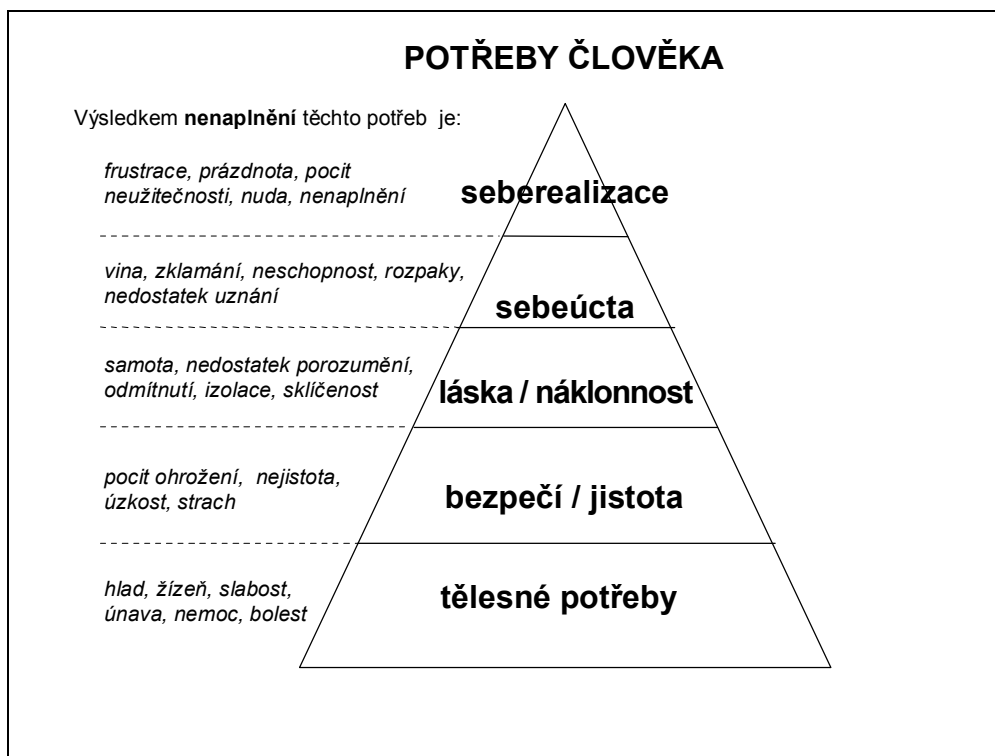 POTŘEBY ČLOVĚKA
Výsledkem nenaplnění těchto potřeb je:
frustrace, prázdnota, pocit
neužitečnosti, nuda, nenaplnění
seberealizace
vina, zklamání, neschopnost, rozpaky,
nedostatek uznání
sebeúcta
samota, nedostatek porozumění,
odmítnutí, izolace, sklíčenost
láska / náklonnost
pocit ohrožení, nejistota,
úzkost, strach
bezpečí / jistota
hlad, žízeň, slabost,
únava, nemoc, bolest
tělesné potřeby